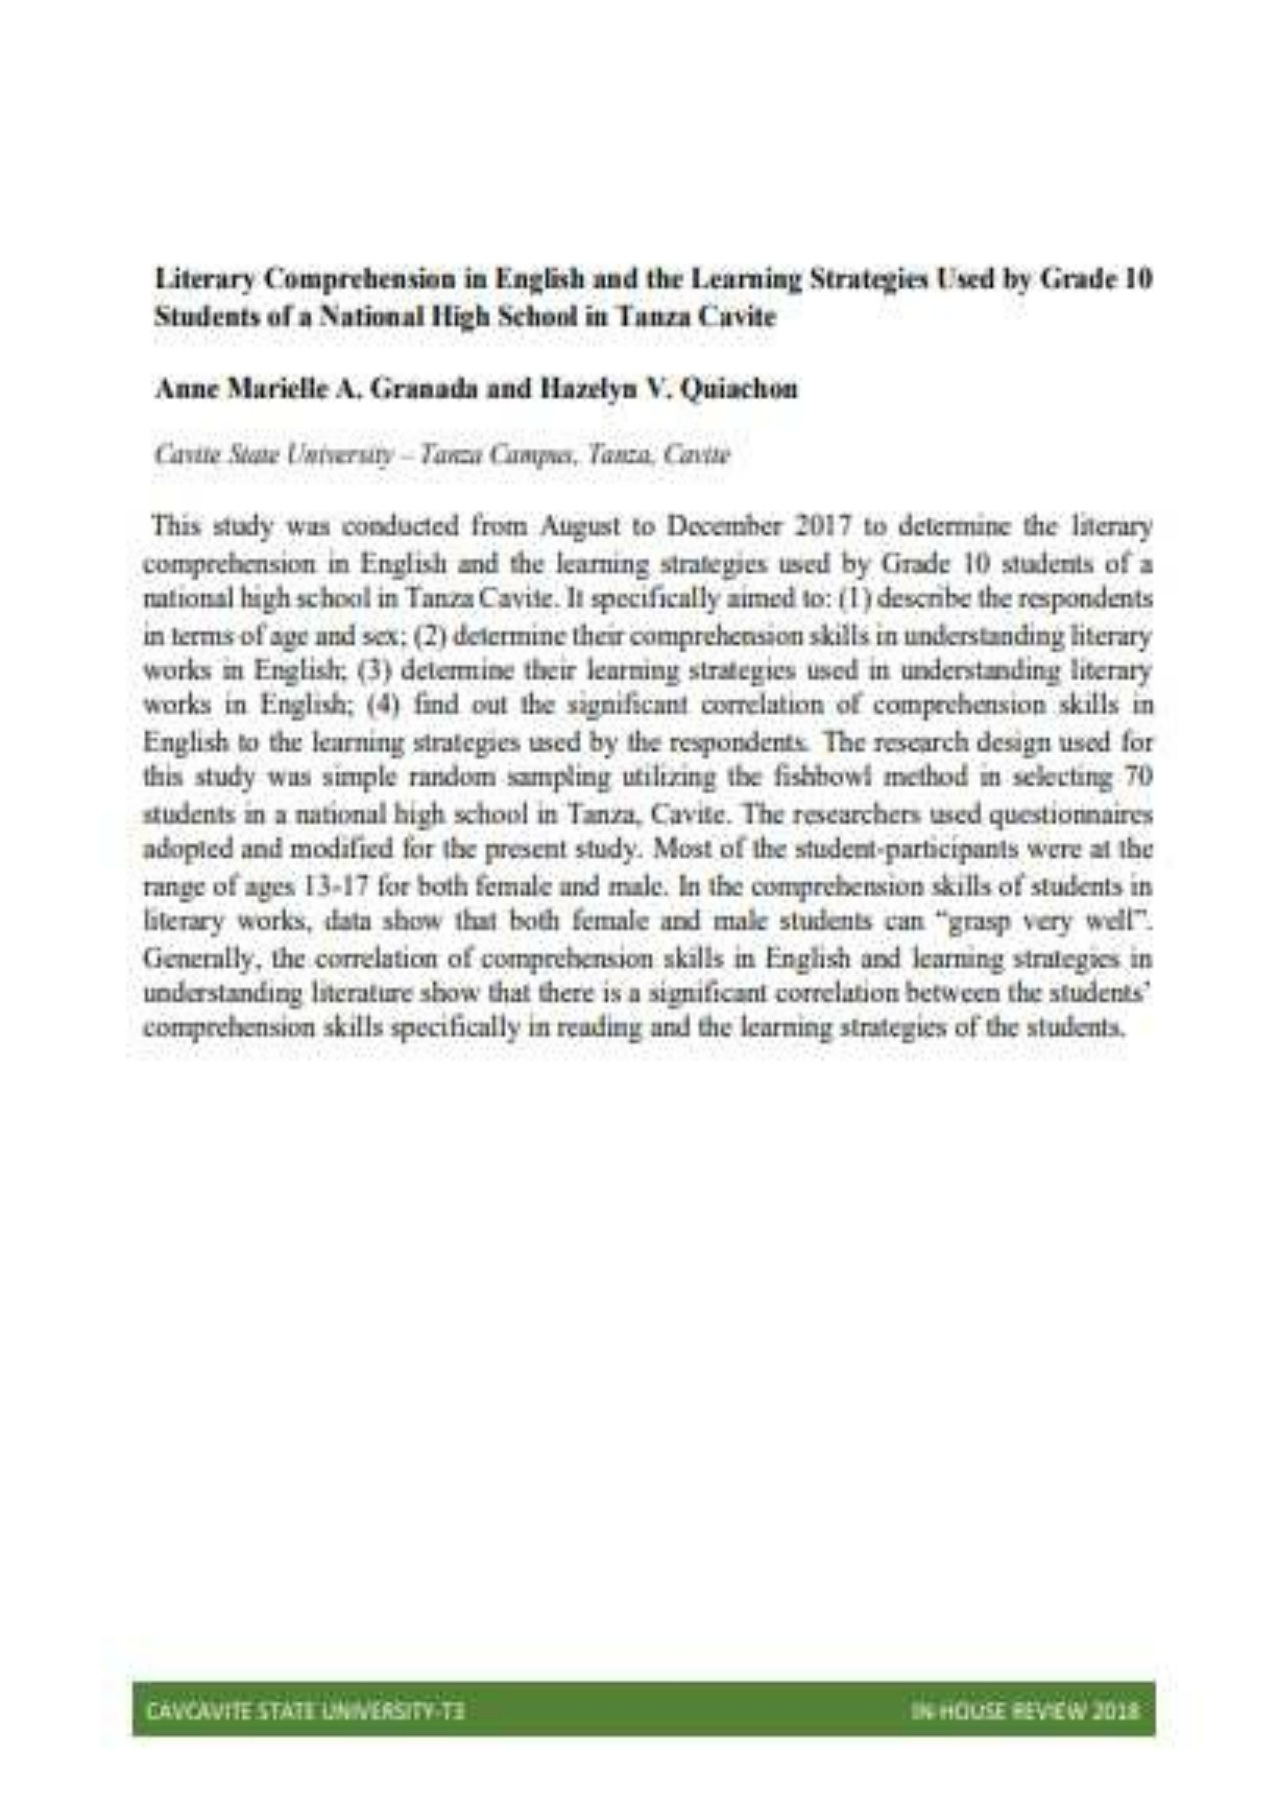 Literary Comprehension in English and the Learning Strategies Used by Grade 10
Students of a National High School in Tanza Cavite
Anne Marielle A. Granada and Hazelyn V. Quiachon
Cavite State University – Tanza Campus, Tanza, Cavite
This study was conducted from August to December 2017 to determine the literary
comprehension in English and the learning strategies used by Grade 10 students of a
national high school in Tanza Cavite. It specifically aimed to: (1) describe the respondents
in terms of age and sex; (2) determine their comprehension skills in understanding literary
works in English; (3) determine their learning strategies used in understanding literary
works in English; (4) find out the significant correlation of comprehension skills in
English to the learning strategies used by the respondents. The research design used for
this study was simple random sampling utilizing the fishbowl method in selecting 70
students in a national high school in Tanza, Cavite. The researchers used questionnaires
adopted and modified for the present study. Most of the student-participants were at the
range of ages 13-17 for both female and male. In the comprehension skills of students in
literary works, data show that both female and male students can “grasp very well”.
Generally, the correlation of comprehension skills in English and learning strategies in
understanding literature show that there is a significant correlation between the students’
comprehension skills specifically in reading and the learning strategies of the students.
CAVCAVITE STATE UNIVERSITY-T3
IN-HOUSE REVIEW 2018